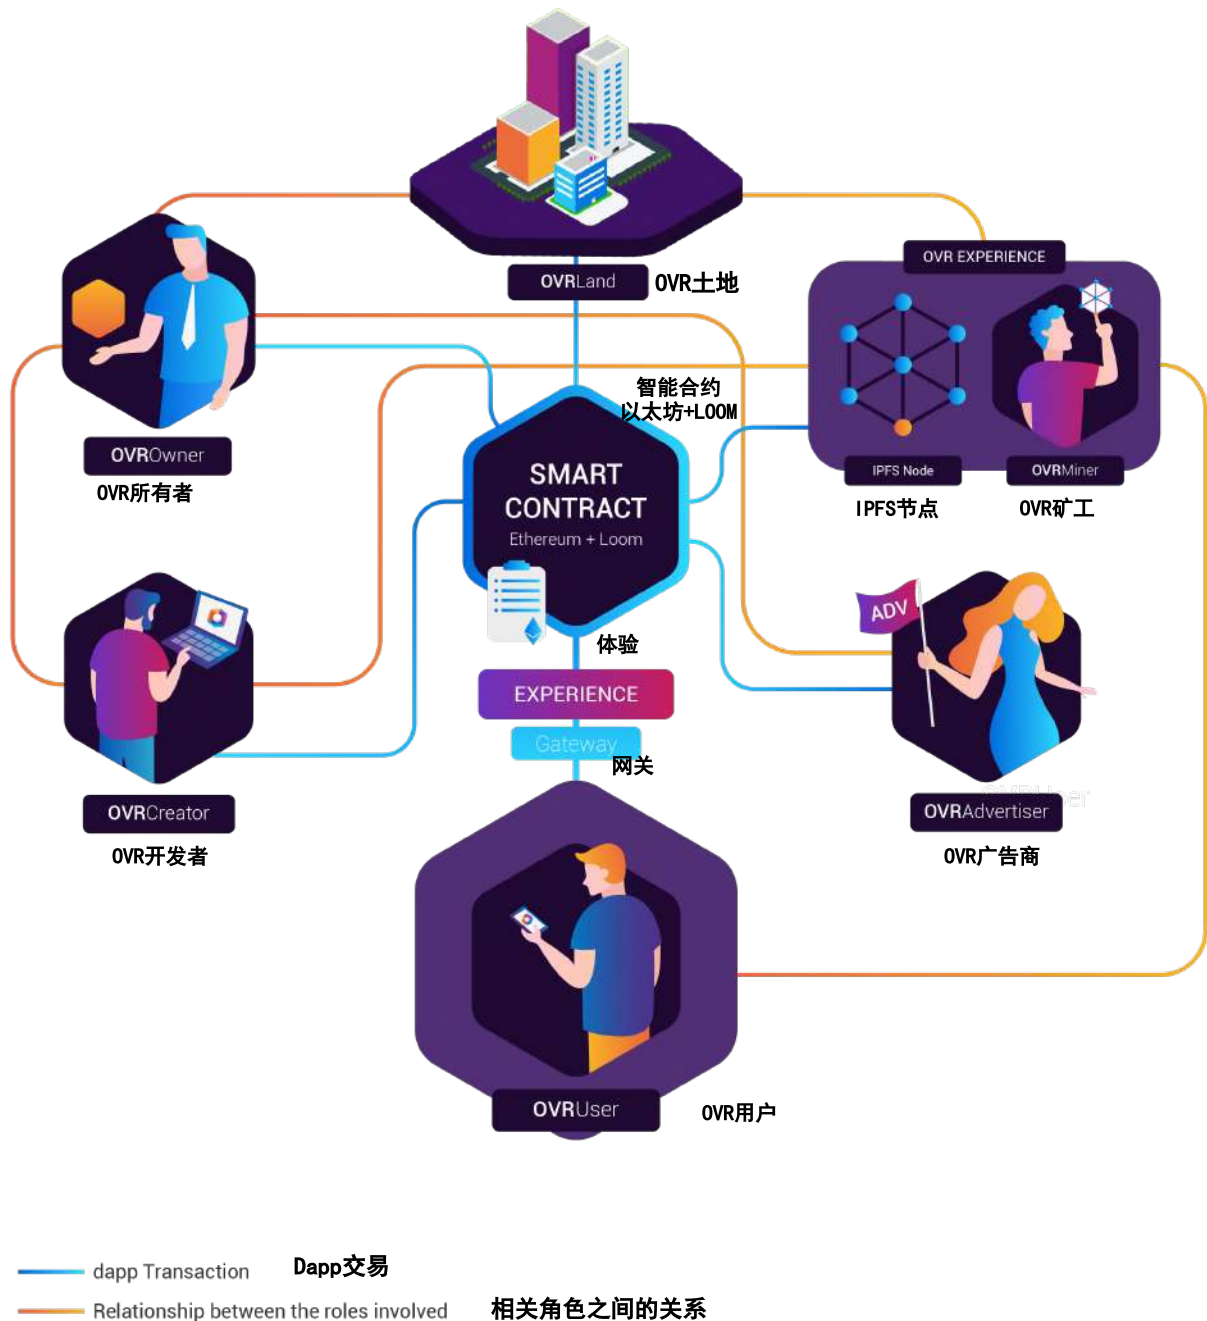 OVR EXPERIENCE
OVRLand OVR土地
智能合约
以太坊+LOOM
OVROwner
OVR所有者
SMART
CONTRACT
Ethereum + Loom
IPFS Node
IPFS节点
OVRMiner
OVR矿工
ADV
体验
EXPERIENCE
Gateway
网关
OVRCreator
OVR开发者
OVRAdvertiser
OVR广告商
OVRUser
OVR用户
dapp Transaction Dapp交易
Relationship between the roles involved 相关角色之间的关系